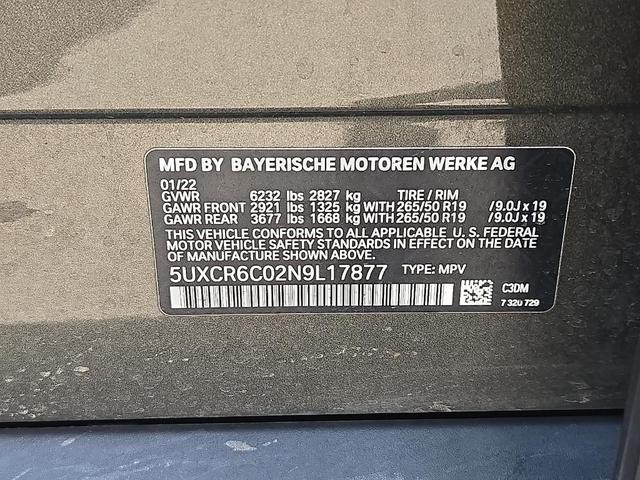 MFD BY BAYERISCHE MOTOREN WERKE AG
01/22
GVWR 6232 lbs 2827 kg TIRE / RIM
GAWR FRONT 2921 lbs 1325 kg WITH 265/50 R19 /9.0J x 19
GAWR REAR 3677 lbs 1668 kg WITH 265/50 R19 /9.0J x 19
THIS VEHICLE CONFORMS TO ALL APPLICABLE U.S. FEDERAL
MOTOR VEHICLE SAFETY STANDARDS IN EFFECT ON THE DATE
OF MANUFACTURE SHOWN ABOVE.
5UXCR6C02N9L17877 TYPE: MPV
C3DM
7 320 729